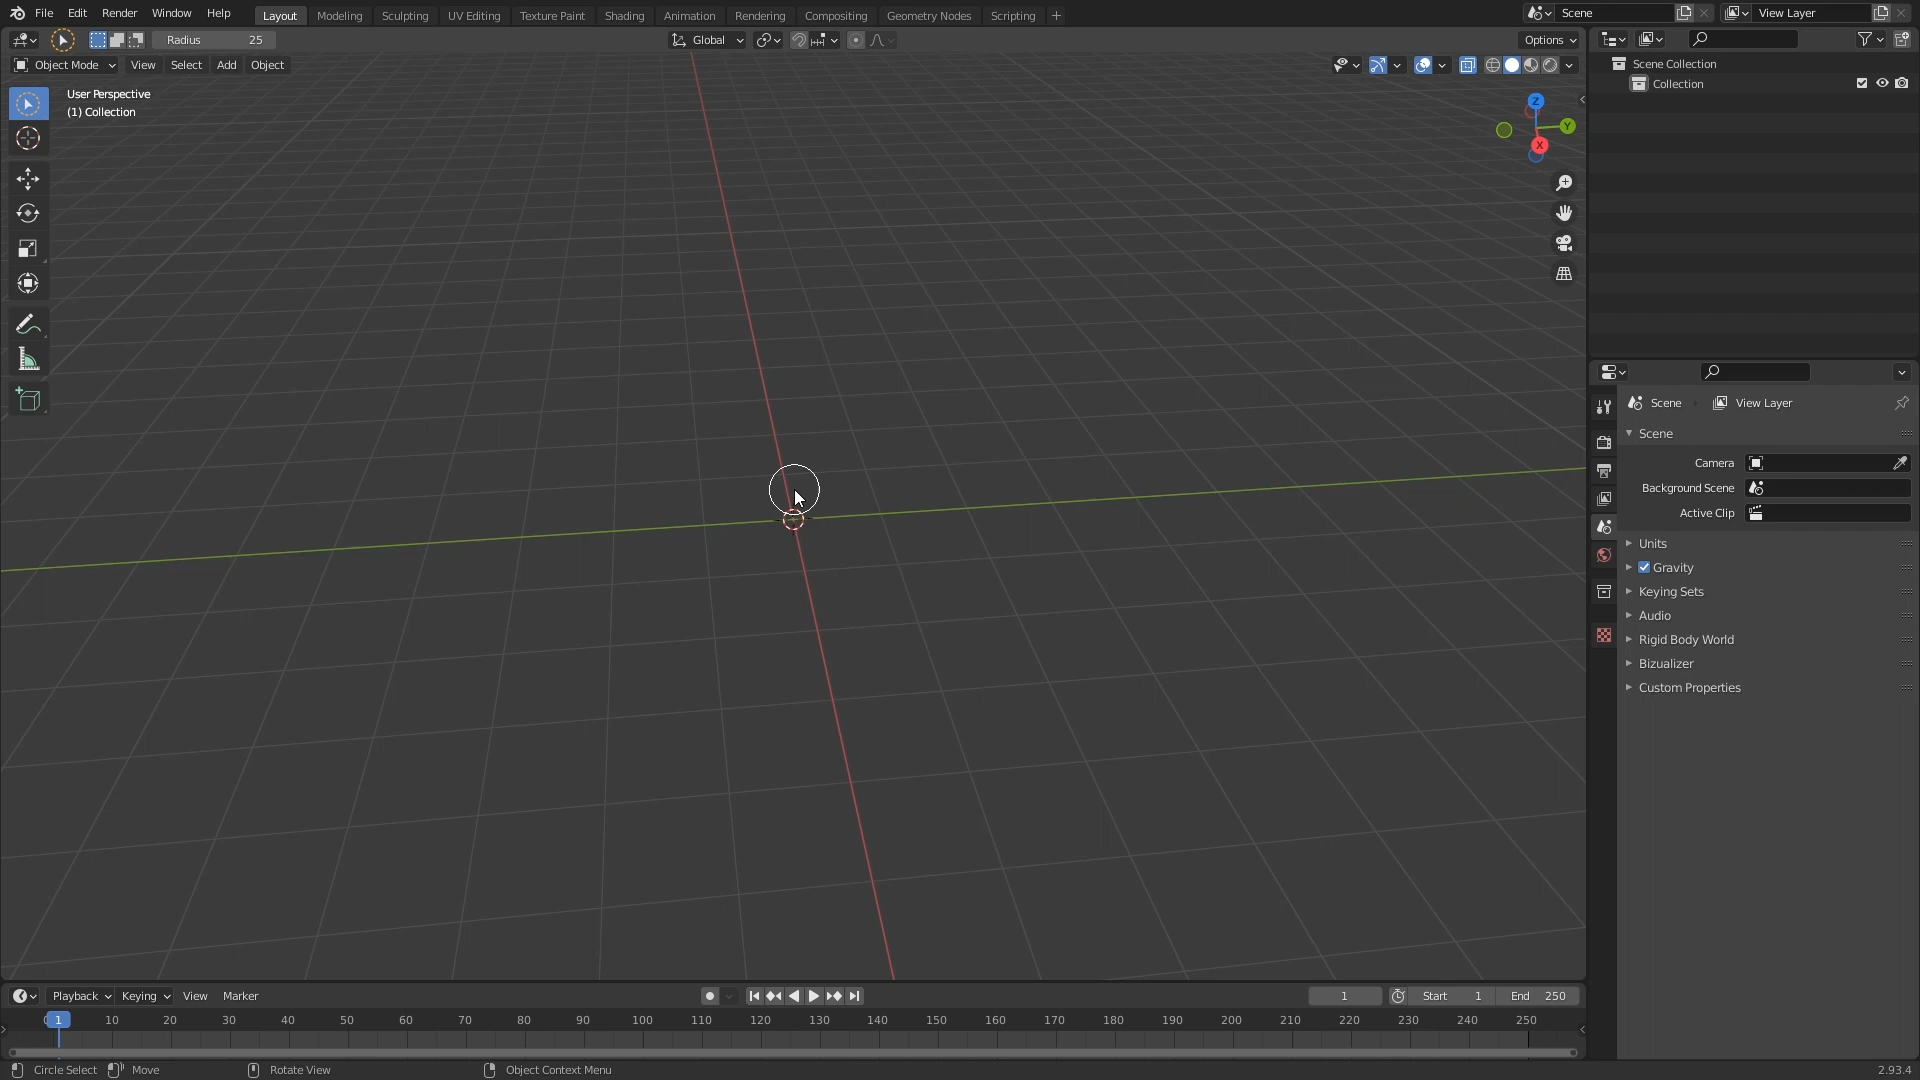 File Edit Render Window Help Layout Modeling Sculpting UV Editing Texture Paint Shading Animation Rendering Compositing Geometry Nodes Scripting + Scene View Layer
Radius 25 Global Options
Object Mode View Select Add Object
User Perspective
(1) Collection
Z
Y
X
Scene Collection
Collection
Scene View Layer
Scene
Camera
Background Scene
Active Clip
Units
Gravity
Keying Sets
Audio
Rigid Body World
Bizualizer
Custom Properties
Playback Keying View Marker 1 Start 1 End 250
1 10 20 30 40 50 60 70 80 90 100 110 120 130 140 150 160 170 180 190 200 210 220 230 240 250
Circle Select Move Rotate View Object Context Menu 2.93.4